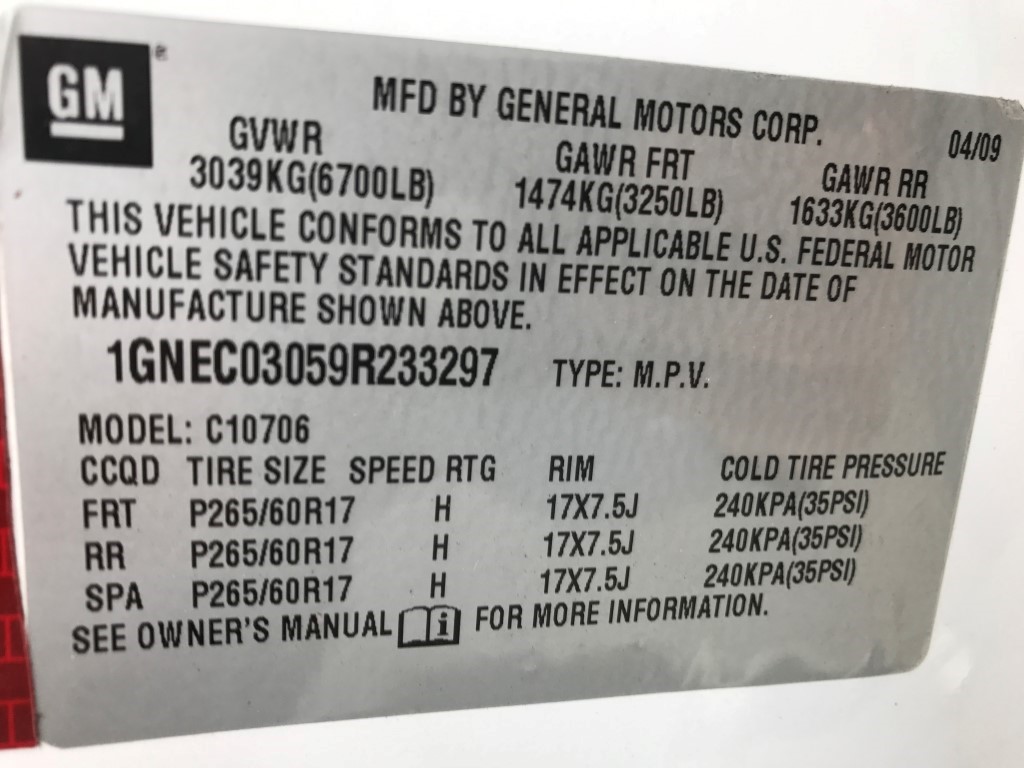 GM®
MFD BY GENERAL MOTORS CORP. 04/09
GVWR GAWR FRT GAWR RR
3039KG(6700LB) 1474KG(3250LB) 1633KG(3600LB)
THIS VEHICLE CONFORMS TO ALL APPLICABLE U.S. FEDERAL MOTOR
VEHICLE SAFETY STANDARDS IN EFFECT ON THE DATE OF
MANUFACTURE SHOWN ABOVE.
1GNEC03059R233297 TYPE: M.P.V.
MODEL: C10706
CCQD TIRE SIZE SPEED RTG RIM COLD TIRE PRESSURE
FRT P265/60R17 H 17X7.5J 240KPA(35PSI)
RR P265/60R17 H 17X7.5J 240KPA(35PSI)
SPA P265/60R17 H 17X7.5J 240KPA(35PSI)
SEE OWNER'S MANUAL i FOR MORE INFORMATION.